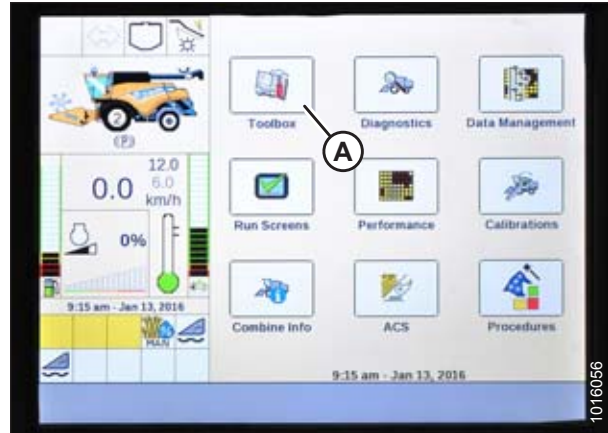 2
(P)
12.0
0.0 6.0
km/h
0%
9:15 am - Jan 13, 2016
MAN
Toolbox
Diagnostics
Data Management
A
Run Screens
Performance
Calibrations
Combine Info
ACS
Procedures
9:15 am - Jan 13, 2016
1016056